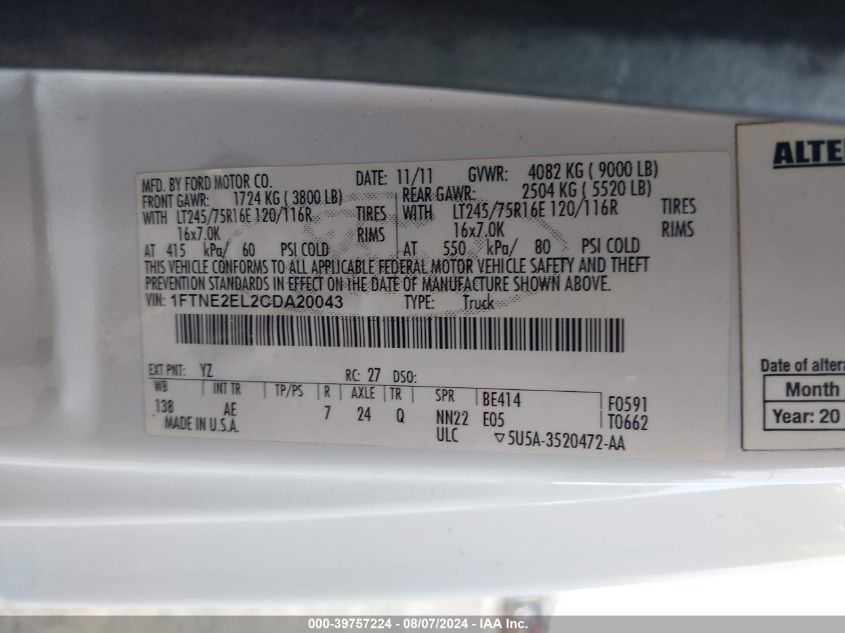 MFD. BY FORD MOTOR CO. DATE: 11/11 GVWR: 4082 KG ( 9000 LB)
FRONT GAWR: 1724 KG ( 3800 LB) REAR GAWR: 2504 KG ( 5520 LB)
WITH LT245/75R16E 120/116R TIRES WITH LT245/75R16E 120/116R TIRES
16x7.0K RIMS 16x7.0K RIMS
AT 415 kPa/ 60 PSI COLD AT 550 kPa/ 80 PSI COLD
THIS VEHICLE CONFORMS TO ALL APPLICABLE FEDERAL MOTOR VEHICLE SAFETY AND THEFT
PREVENTION STANDARDS IN EFFECT ON THE DATE OF MANUFACTURE SHOWN ABOVE.
VIN: 1FTNE2EL2CDA20043 TYPE: Truck
EXT PNT: YZ RC: 27 DSO:
WB INT TR TP/PS R AXLE TR SPR BE414 F0591
138 AE 7 24 Q NN22 E05 T0662
MADE IN U.S.A. ULC ▽5U5A-3520472-AA
ALTE
Date of altera
Month
Year: 20
000-39757224 - 08/07/2024 - IAA Inc.